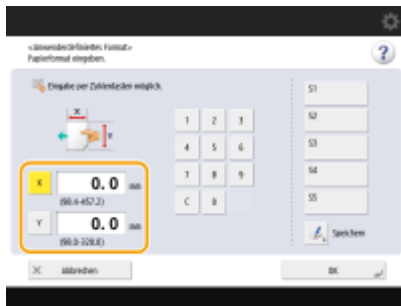 <Anwenderdefiniertes Format>
Papierformat eingeben.
?
Eingabe per Zahlentasten möglich.
X
Y
1 2 3
4 5 6
7 8 9
C 0
X 0. 0 mm
(98.4-457.2)
Y 0. 0 mm
(90.0-320.0)
S1
S2
S3
S4
S5
Speichern
Abbrechen
OK